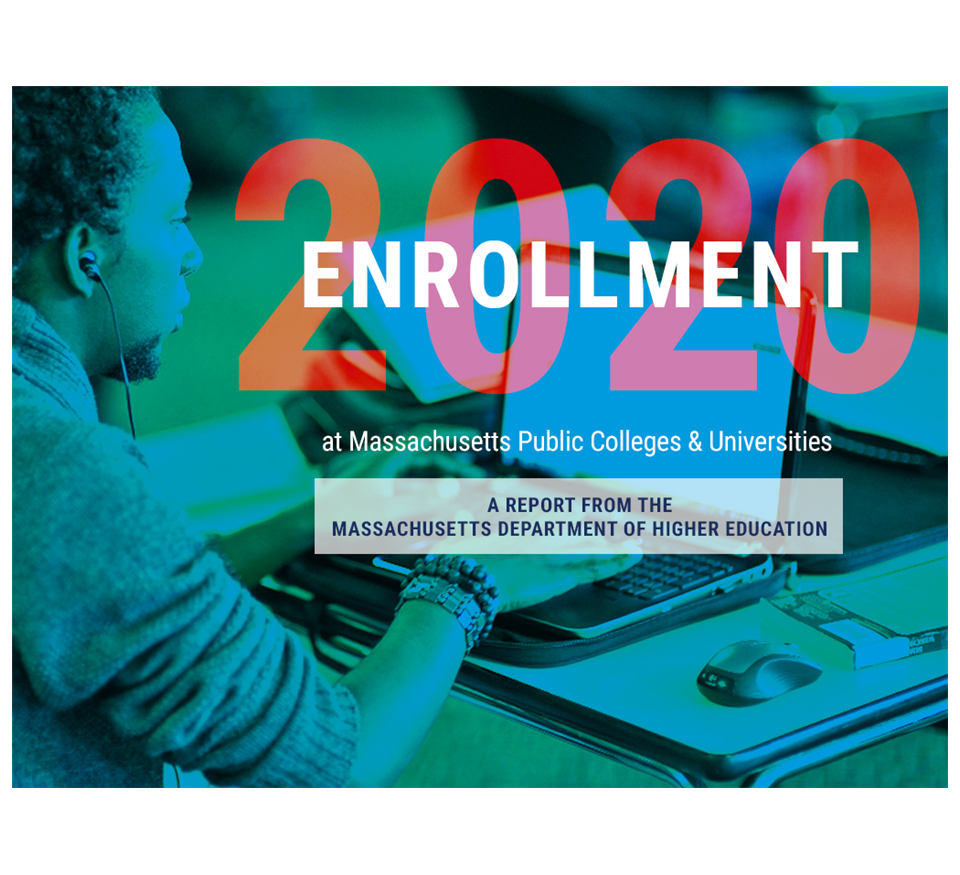 2020
ENROLLMENT
at Massachusetts Public Colleges & Universities
A REPORT FROM THE
MASSACHUSETTS DEPARTMENT OF HIGHER EDUCATION